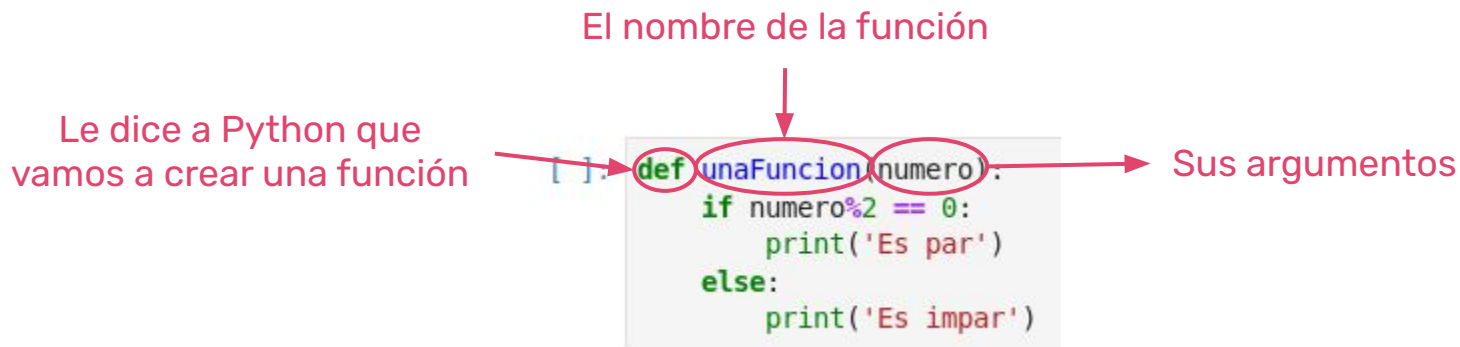 El nombre de la función
Le dice a Python que
vamos a crear una función
Sus argumentos
[ ]: def unaFuncion(numero):
    if numero%2 == 0:
        print('Es par')
    else:
        print('Es impar')